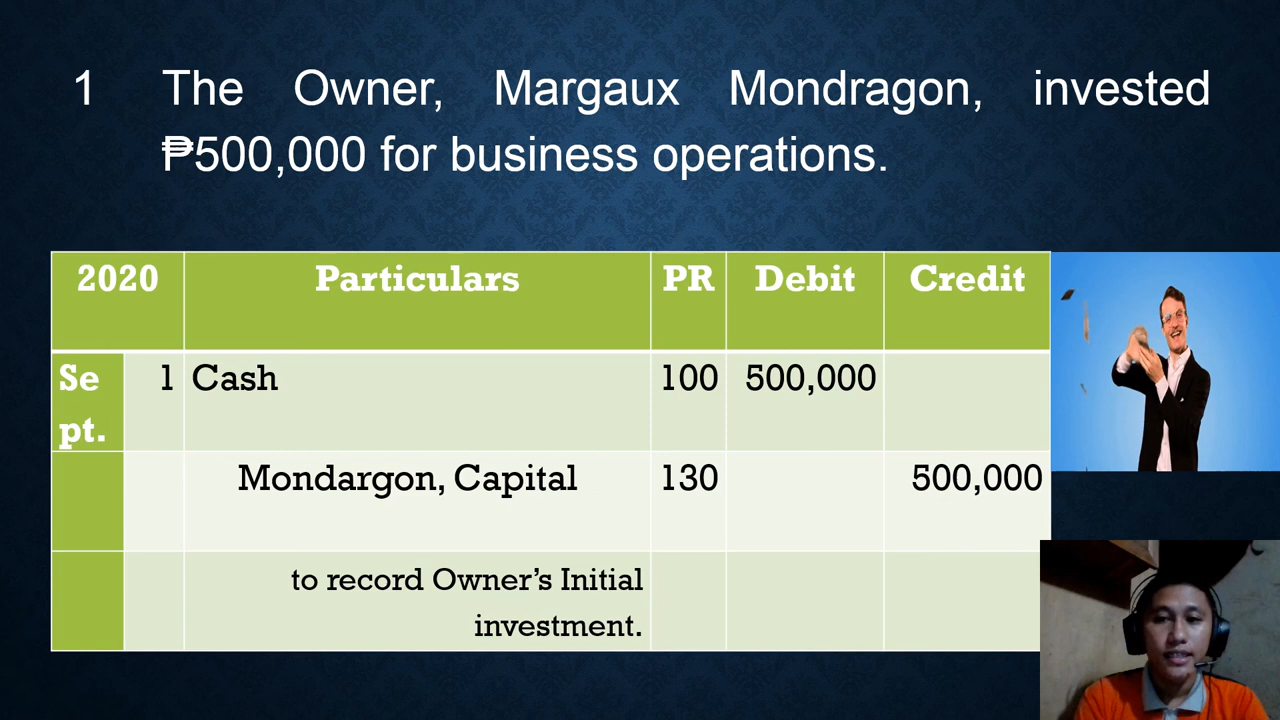 1 The Owner, Margaux Mondragon, invested
₱500,000 for business operations.
2020 Particulars PR Debit Credit
Se
pt. 1 Cash 100 500,000
Mondargon, Capital 130 500,000
to record Owner's Initial
investment.